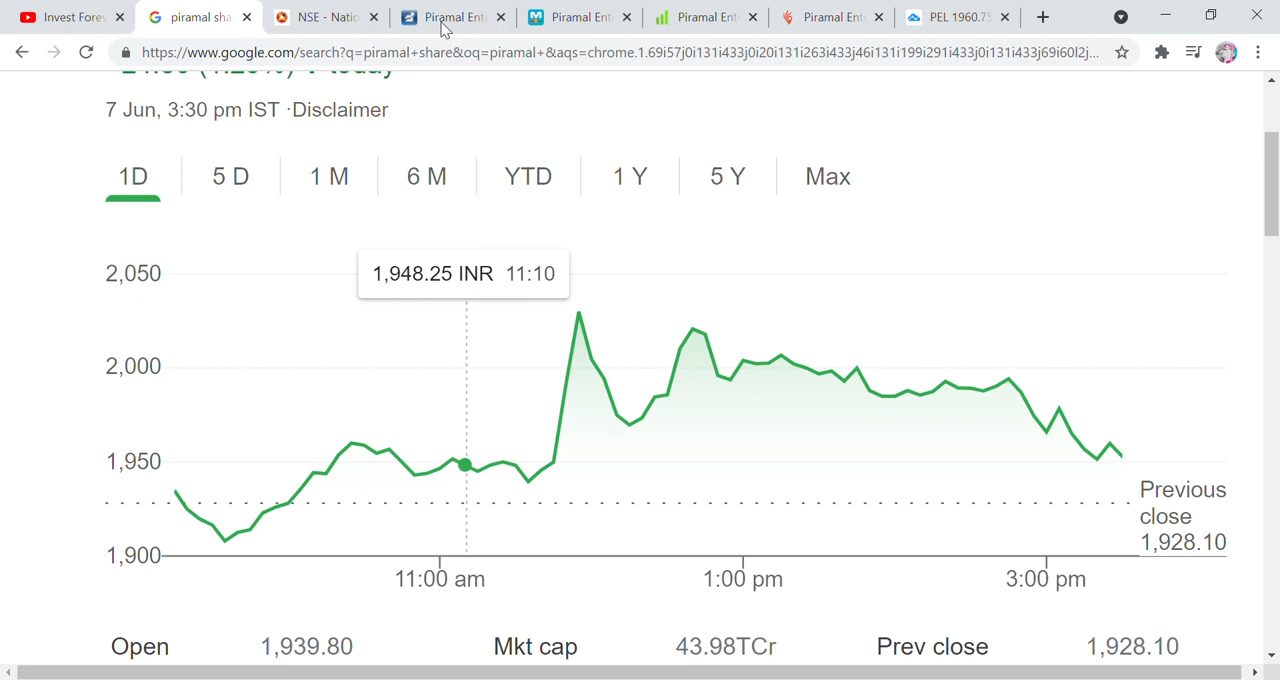 Invest Forev
piramal sha
NSE - Natio
Piramal Ent
Piramal Ent
Piramal Ent
Piramal Ent
PEL 1960.75
https://www.google.com/search?q=piramal+share&oq=piramal+&aqs=chrome.1.69i57j0i131i433j0i20i131i263i433j46i131i199i291i433j0i131i433j69i60l2j...
7 Jun, 3:30 pm IST ·Disclaimer
1D 5 D 1 M 6 M YTD 1 Y 5 Y Max
1,948.25 INR 11:10
2,050
2,000
1,950
1,900
Previous
close
1,928.10
11:00 am 1:00 pm 3:00 pm
Open 1,939.80 Mkt cap 43.98TCr Prev close 1,928.10